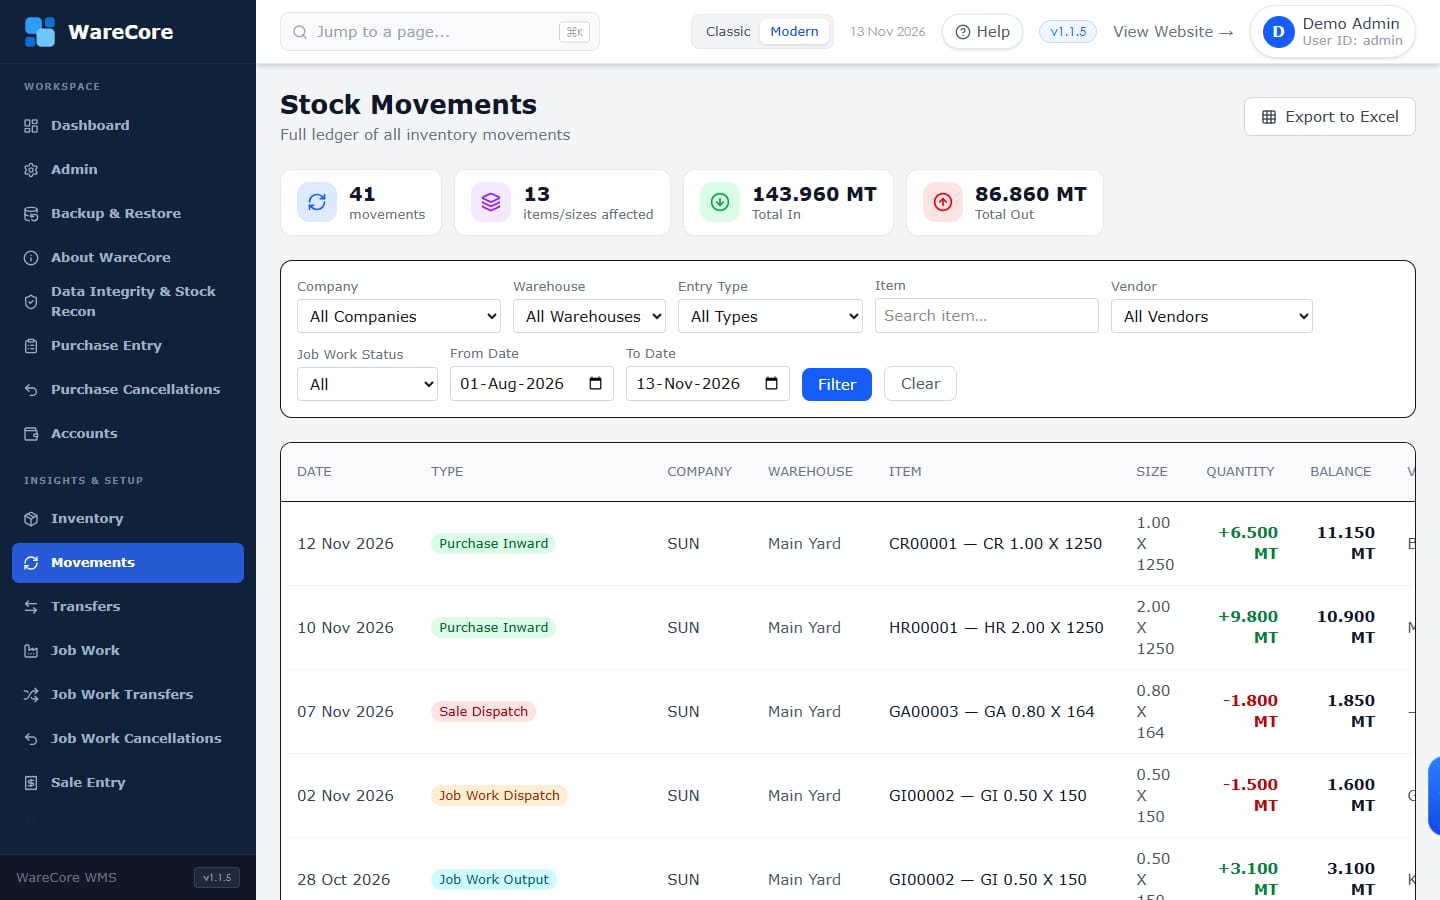 WareCore
Jump to a page...
⌘K
Classic
Modern
13 Nov 2026
Help
v1.1.5
View Website →
D
Demo Admin
User ID: admin
WORKSPACE
Dashboard
Admin
Backup & Restore
About WareCore
Data Integrity & Stock
Recon
Purchase Entry
Purchase Cancellations
Accounts
INSIGHTS & SETUP
Inventory
Movements
Transfers
Job Work
Job Work Transfers
Job Work Cancellations
Sale Entry
WareCore WMS
v1.1.5
Stock Movements
Full ledger of all inventory movements
Export to Excel
41
movements
13
items/sizes affected
143.960 MT
Total In
86.860 MT
Total Out
Company
Warehouse
Entry Type
Item
Vendor
All Companies
All Warehouses
All Types
Search item...
All Vendors
Job Work Status
From Date
To Date
All
01-Aug-2026
13-Nov-2026
Filter
Clear
DATE TYPE COMPANY WAREHOUSE ITEM SIZE QUANTITY BALANCE
12 Nov 2026 Purchase Inward SUN Main Yard CR00001 — CR 1.00 X 1250 1.00 X 1250 +6.500 MT 11.150 MT
10 Nov 2026 Purchase Inward SUN Main Yard HR00001 — HR 2.00 X 1250 2.00 X 1250 +9.800 MT 10.900 MT
07 Nov 2026 Sale Dispatch SUN Main Yard GA00003 — GA 0.80 X 164 0.80 X 164 -1.800 MT 1.850 MT —
02 Nov 2026 Job Work Dispatch SUN Main Yard GI00002 — GI 0.50 X 150 0.50 X 150 -1.500 MT 1.600 MT
28 Oct 2026 Job Work Output SUN Main Yard GI00002 — GI 0.50 X 150 0.50 X 150 +3.100 MT 3.100 MT